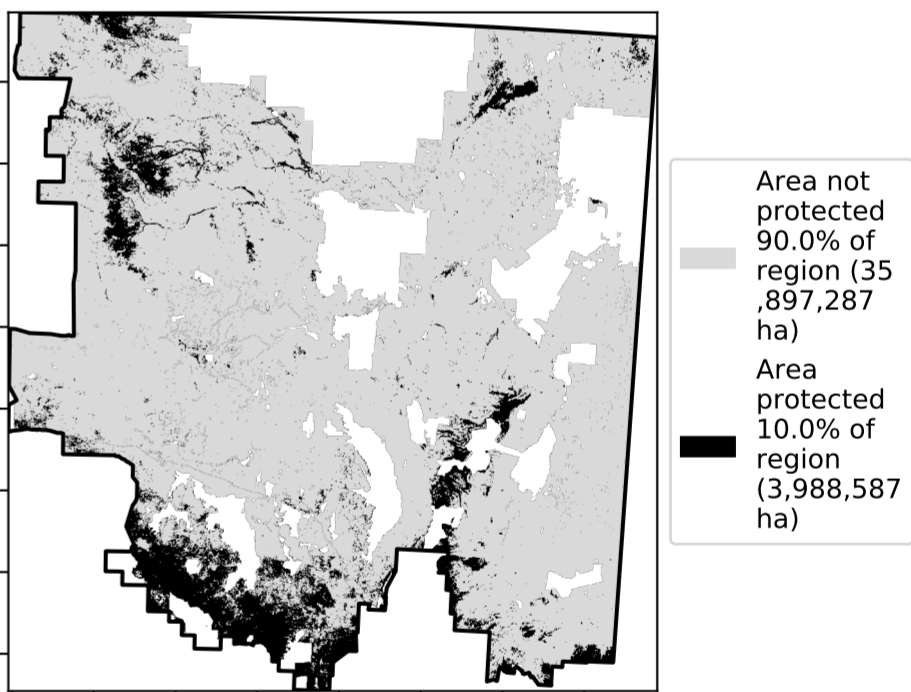 Area not
protected
90.0% of
region (35
,897,287
ha)
Area
protected
10.0% of
region
(3,988,587
ha)